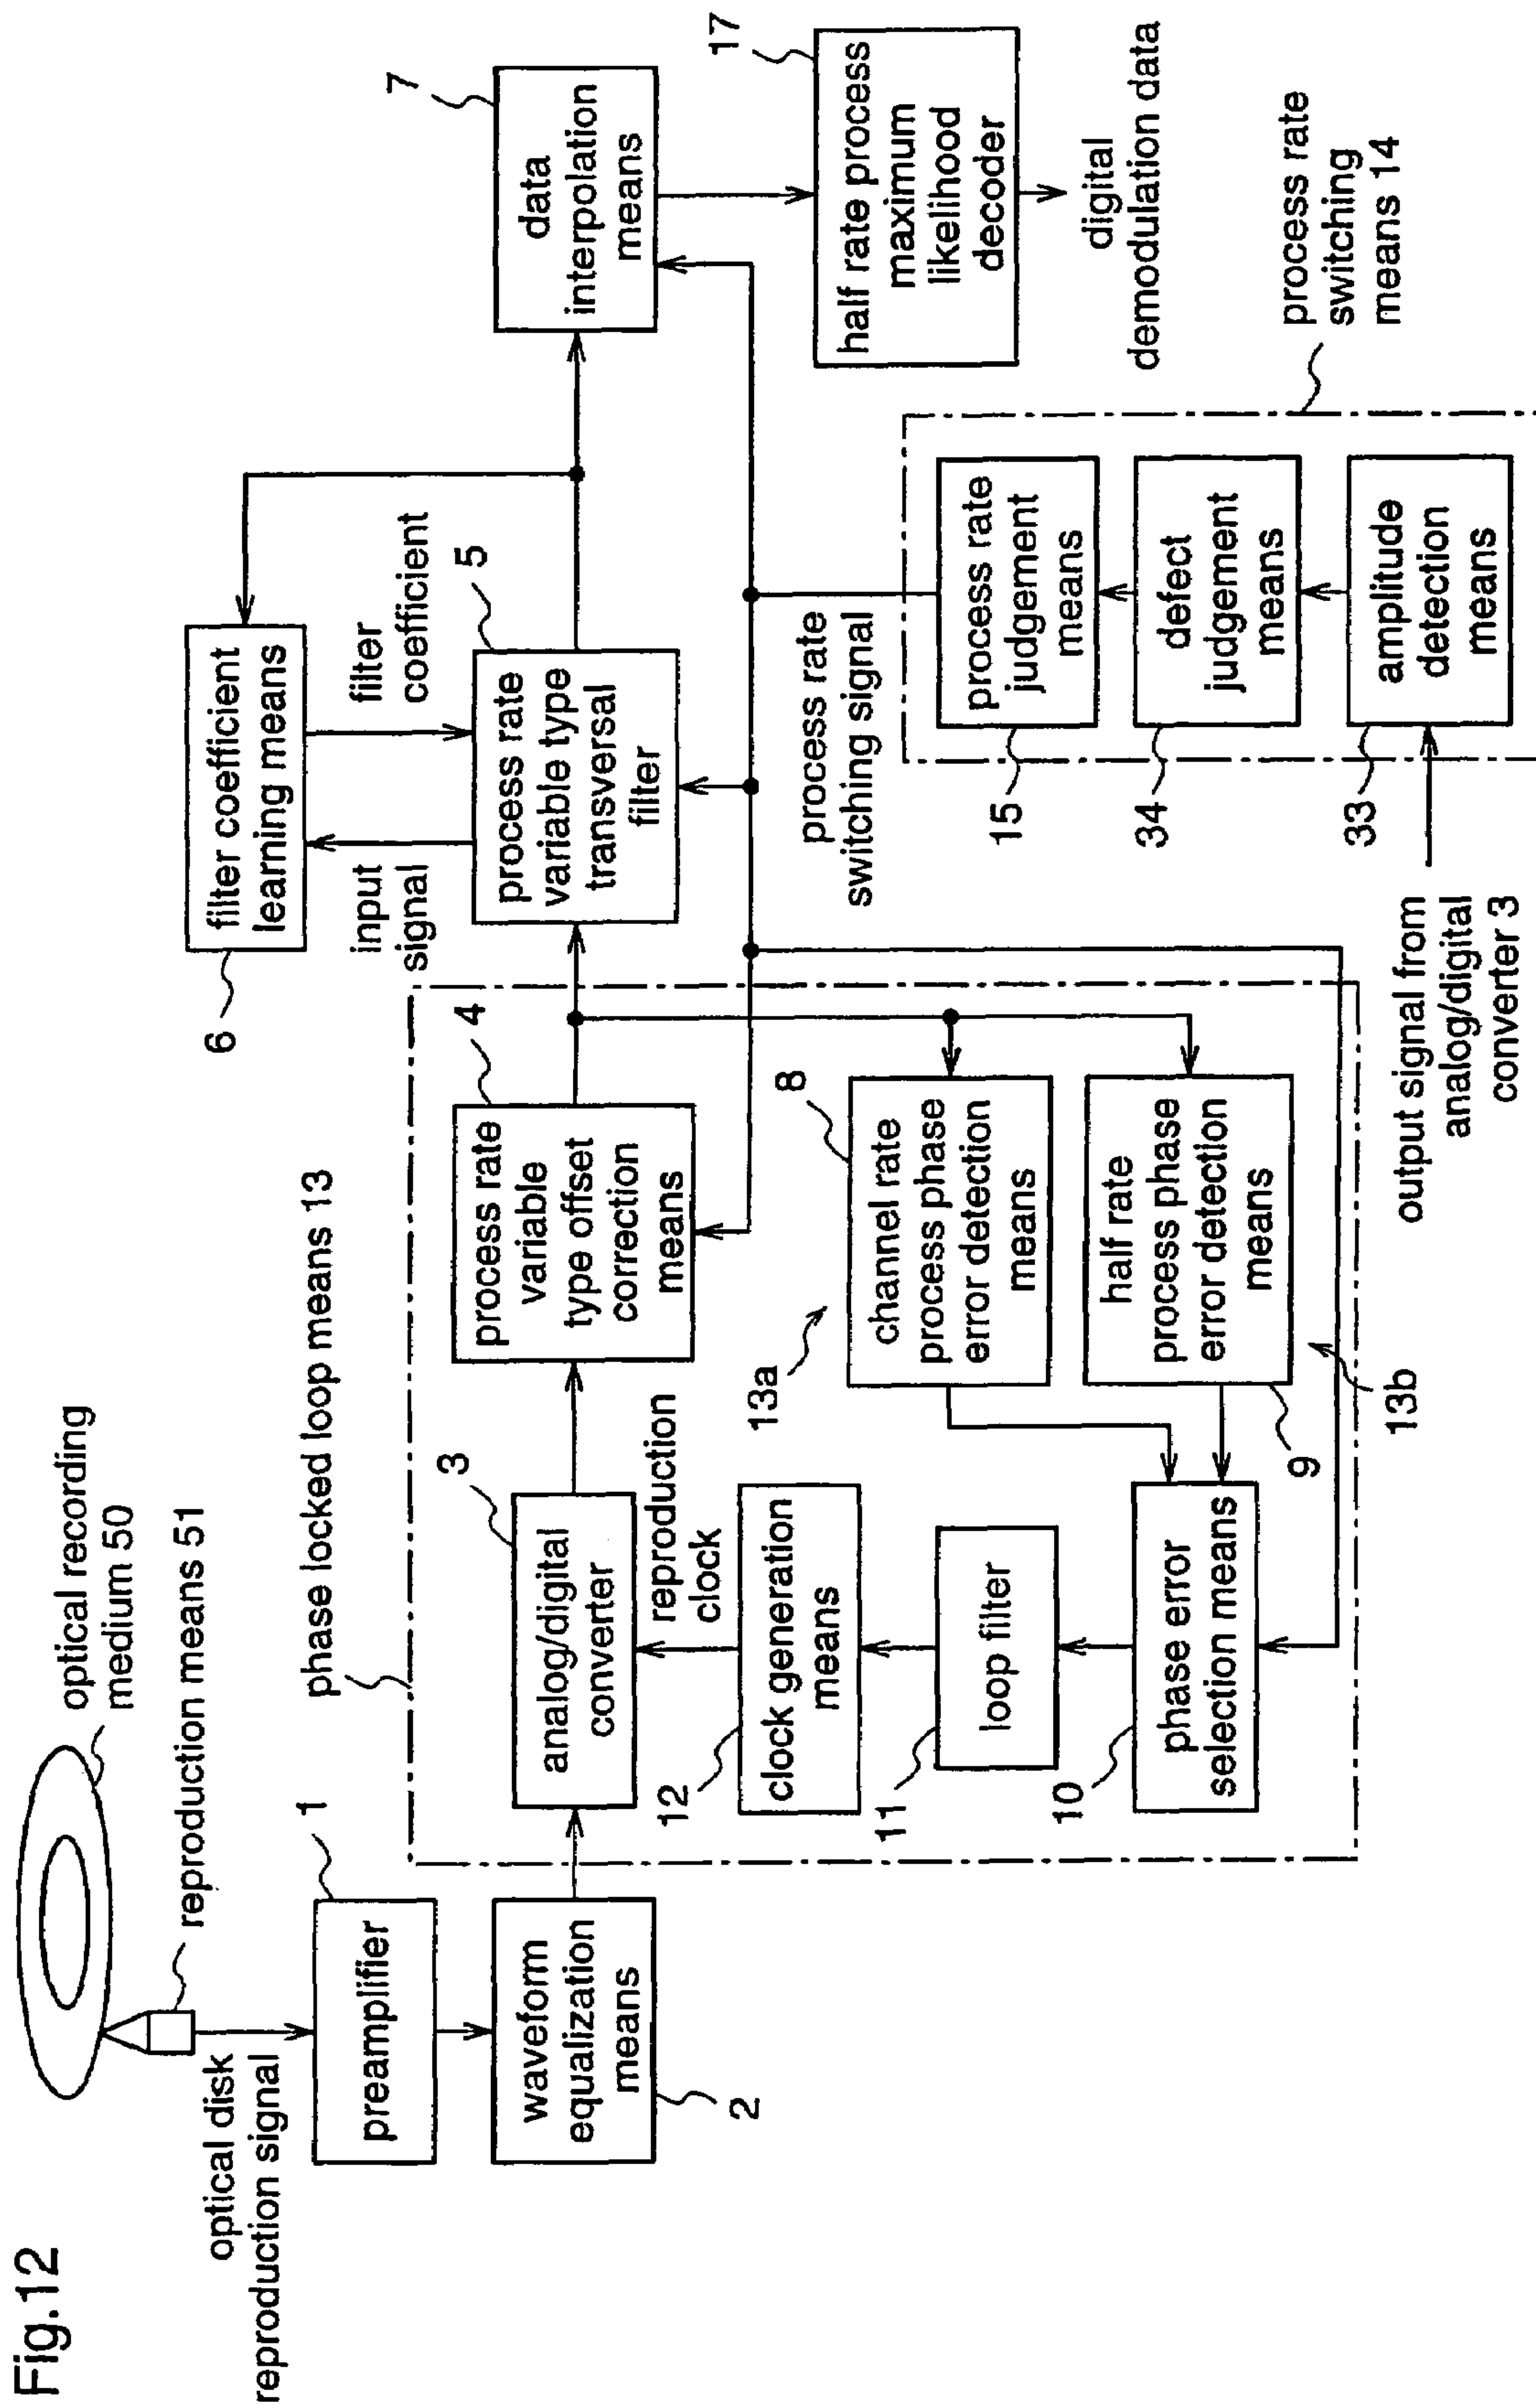 Fig.12
optical recording
medium 50
reproduction means 51
optical disk
reproduction signal
1
preamplifier
waveform
equalization
means
2
phase locked loop means 13
3
analog/digital
converter
reproduction
clock
12
clock generation
means
11
loop filter
10
phase error
selection means
4
process rate
variable
type offset
correction
means
13a
8
channel rate
process phase
error detection
means
half rate
process phase
error detection
means
9
13b
6
filter coefficient
learning means
input
signal
filter
coefficient
5
process rate
variable type
transversal
filter
process rate
switching signal
7
data
interpolation
means
17
half rate process
maximum
likelihood
decoder
digital
demodulation data
process rate
switching
means 14
15
process rate
judgement
means
34
defect
judgement
means
33
amplitude
detection
means
output signal from
analog/digital
converter 3